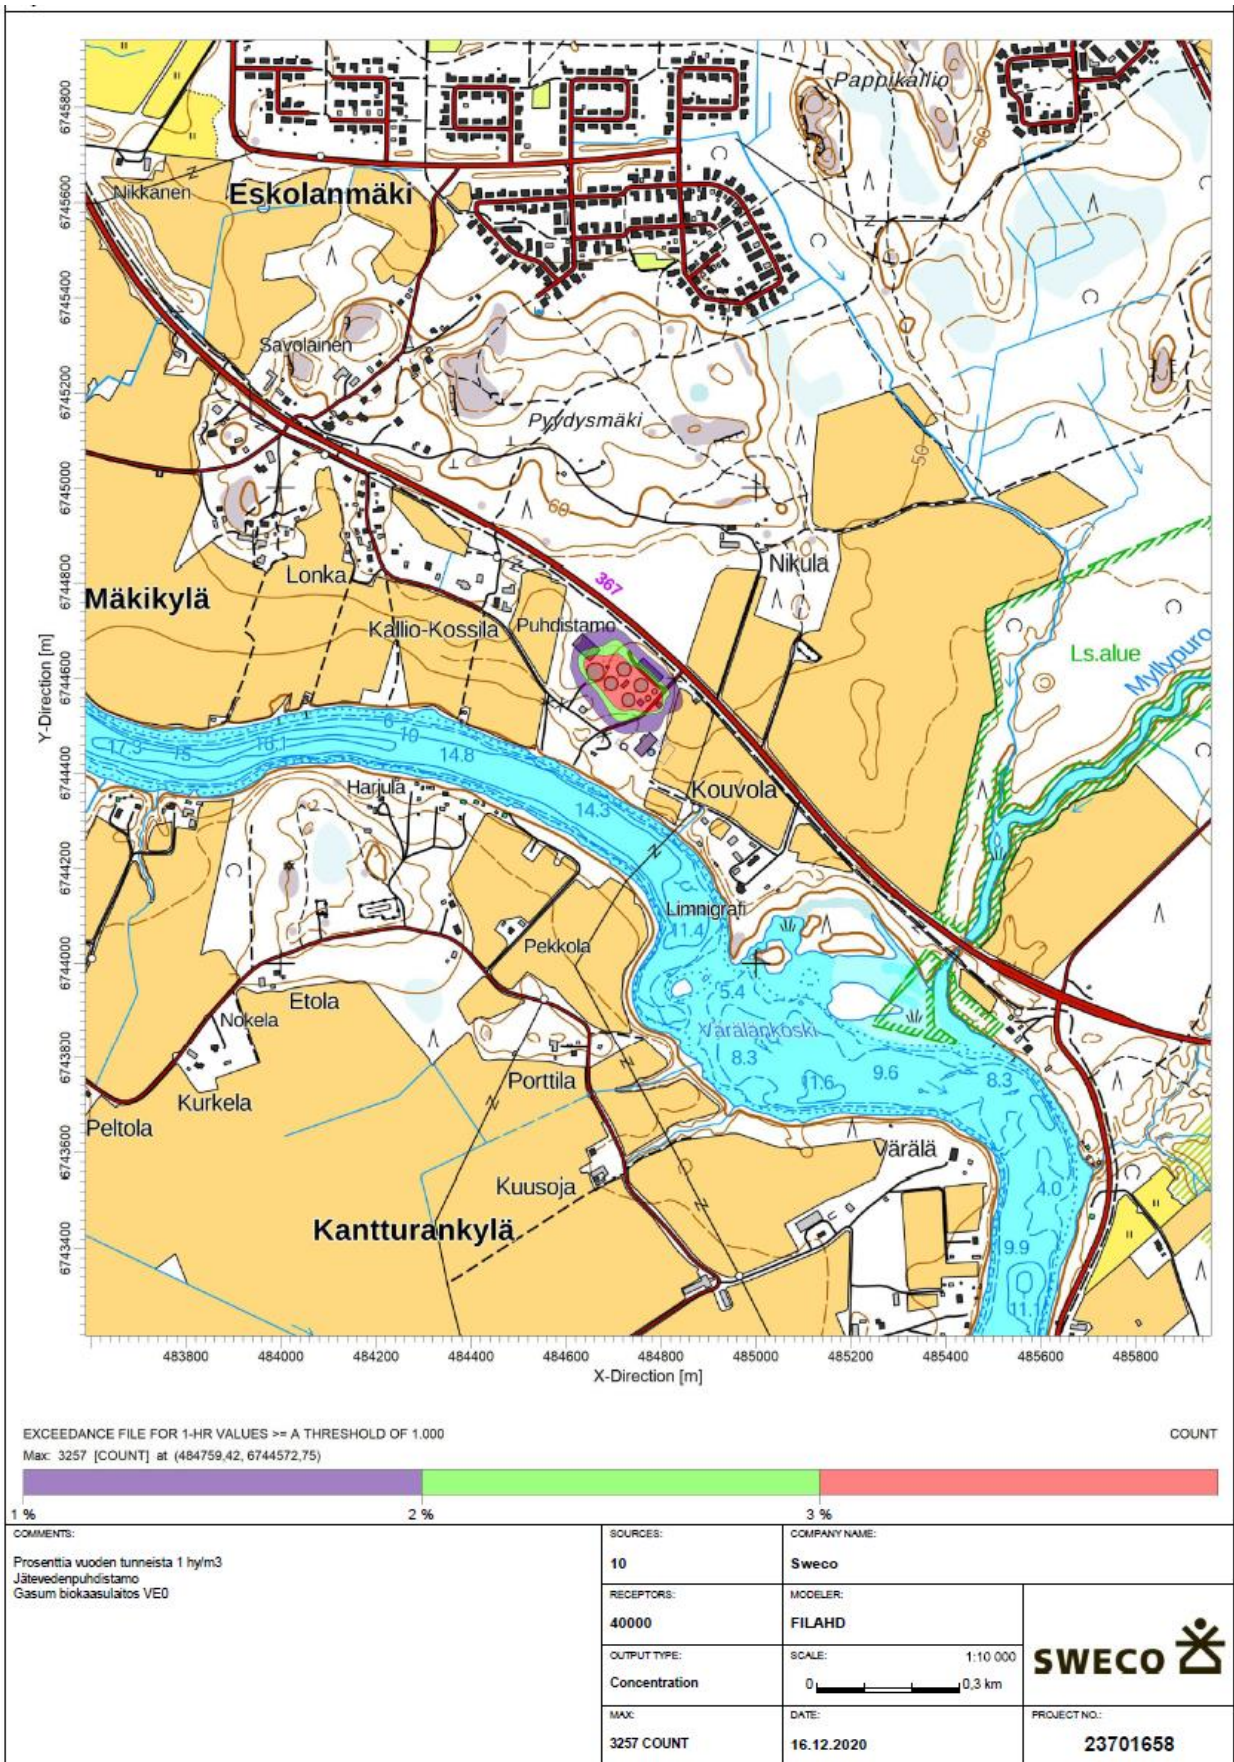 Pappikallio
60
Nikkanen
Eskolanmäki
Savolainen
Pyydysmäki
50
60
367
Nikula
Lonka
Mäkikylä
Kallio-Kossila
Puhdistamo
Ls.alue
Myllypuro
6
17.3
15
16.1
10
14.8
14.3
Harjula
Kouvola
Limnigrafi
11.4
Pekkola
5.4
Etola
Nokela
Värälänkoski
8.3
11.6
9.6
8.3
Porttila
Kurkela
Peltola
Värälä
Kuusoja
4.0
Kantturankylä
9.9
11.1
Y-Direction [m]
6745800
6745600
6745400
6745200
6745000
6744800
6744600
6744400
6744200
6744000
6743800
6743600
6743400
483800 484000 484200 484400 484600 484800 485000 485200 485400 485600 485800
X-Direction [m]
EXCEEDANCE FILE FOR 1-HR VALUES >= A THRESHOLD OF 1.000
COUNT
Max: 3257 [COUNT] at (484759,42, 6744572,75)
1 % 2 % 3 %
COMMENTS:
Prosenttia vuoden tunneista 1 hy/m3
Jätevedenpuhdistamo
Gasum biokaasulaitos VE0
SOURCES:
10
COMPANY NAME:
Sweco
RECEPTORS:
40000
MODELER:
FILAHD
OUTPUT TYPE:
Concentration
SCALE: 1:10 000
0 0,3 km
SWECO
MAX:
3257 COUNT
DATE:
16.12.2020
PROJECT NO.:
23701658